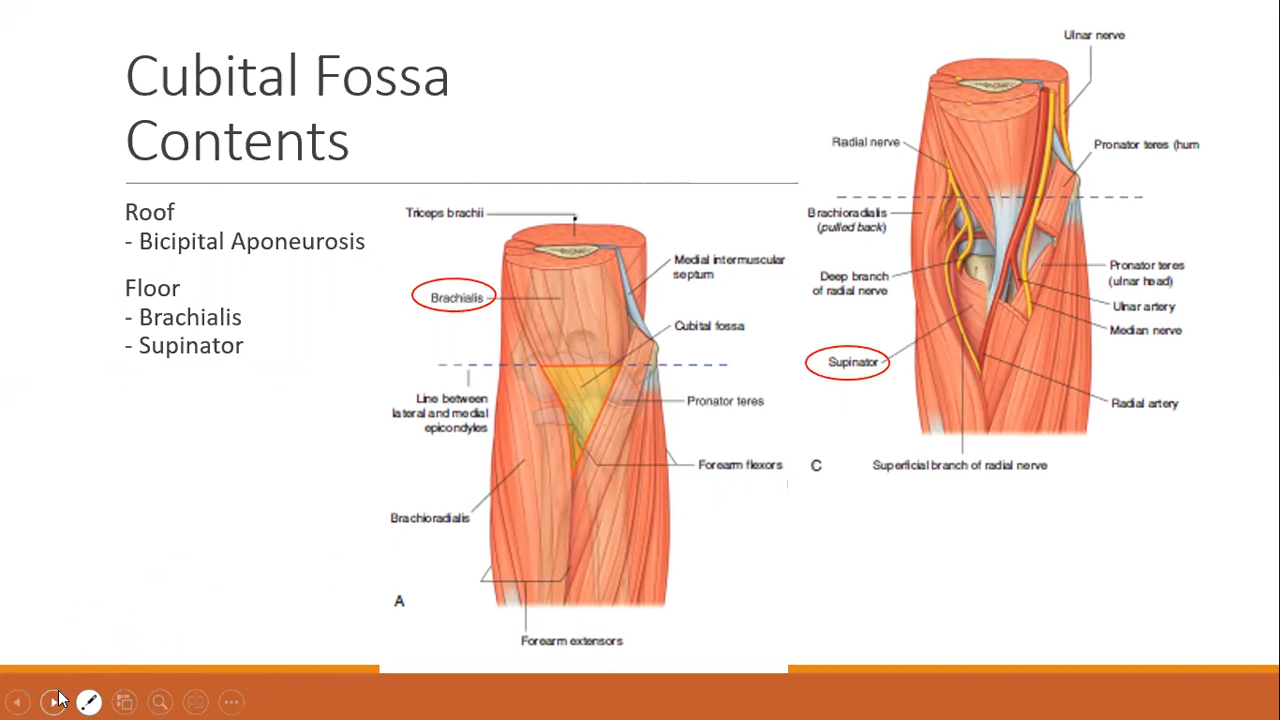 Cubital Fossa
Contents
Roof
- Bicipital Aponeurosis
Floor
- Brachialis
- Supinator
Triceps brachii
Brachialis
Medial intermuscular
septum
Cubital fossa
Line between
lateral and medial
epicondyles
Pronator teres
Forearm flexors
Brachioradialis
A
Forearm extensors
Ulnar nerve
Radial nerve
Pronator teres (hum
Brachioradialis
(pulled back)
Deep branch
of radial nerve
Pronator teres
(ulnar head)
Ulnar artery
Median nerve
Supinator
Radial artery
C
Superficial branch of radial nerve